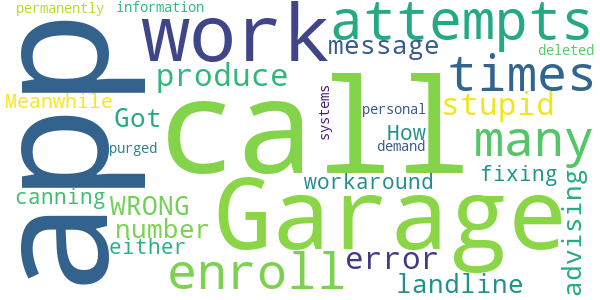 permanently
information
app
work
attempts
message
deleted
produce
times
Meanwhile
call
systems
personal
stupid
Got
How
many
purged
demand
workaround
fixing
canning
WRONG
Garage
advising
number
either
error
enroll
landline